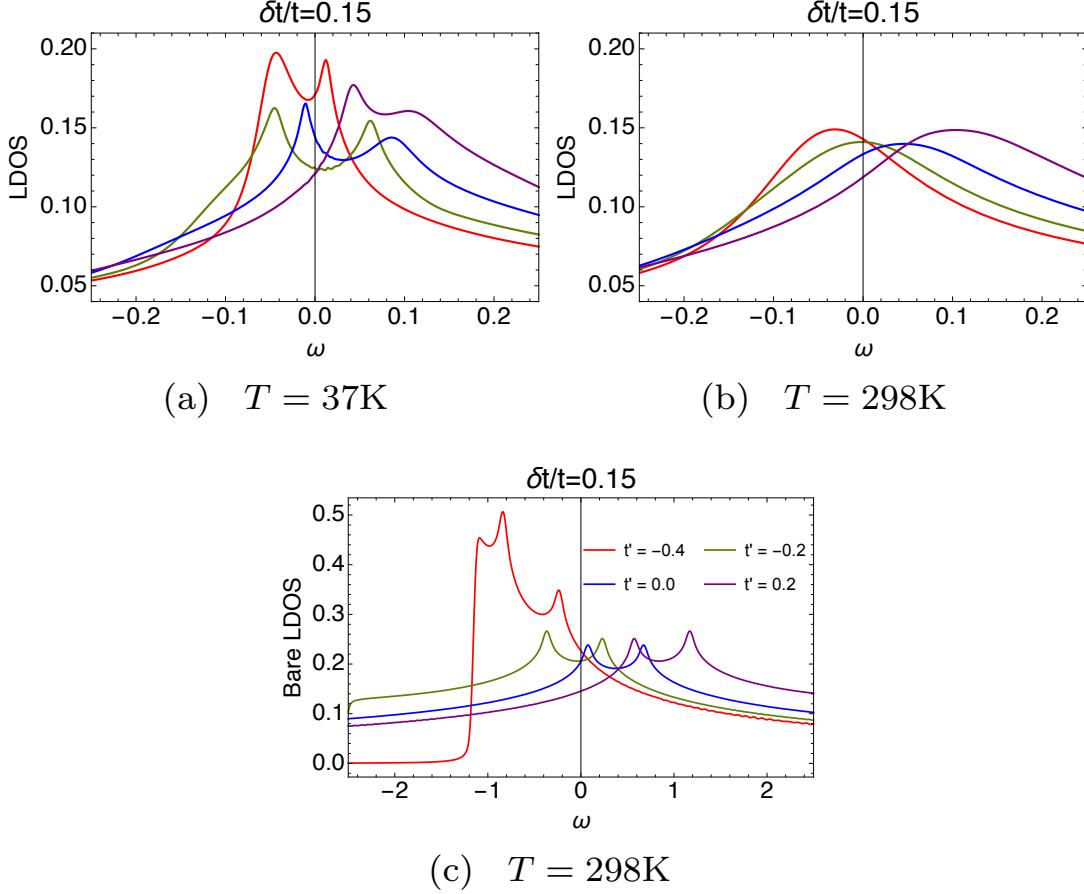 δt/t=0.15
LDOS
0.20
0.15
0.10
0.05
−0.2 −0.1 0.0 0.1 0.2
ω
(a) T = 37K
δt/t=0.15
LDOS
0.20
0.15
0.10
0.05
−0.2 −0.1 0.0 0.1 0.2
ω
(b) T = 298K
δt/t=0.15
Bare LDOS
0.5
0.4
0.3
0.2
0.1
0.0
t' = −0.4 t' = −0.2
t' = 0.0 t' = 0.2
−2 −1 0 1 2
ω
(c) T = 298K